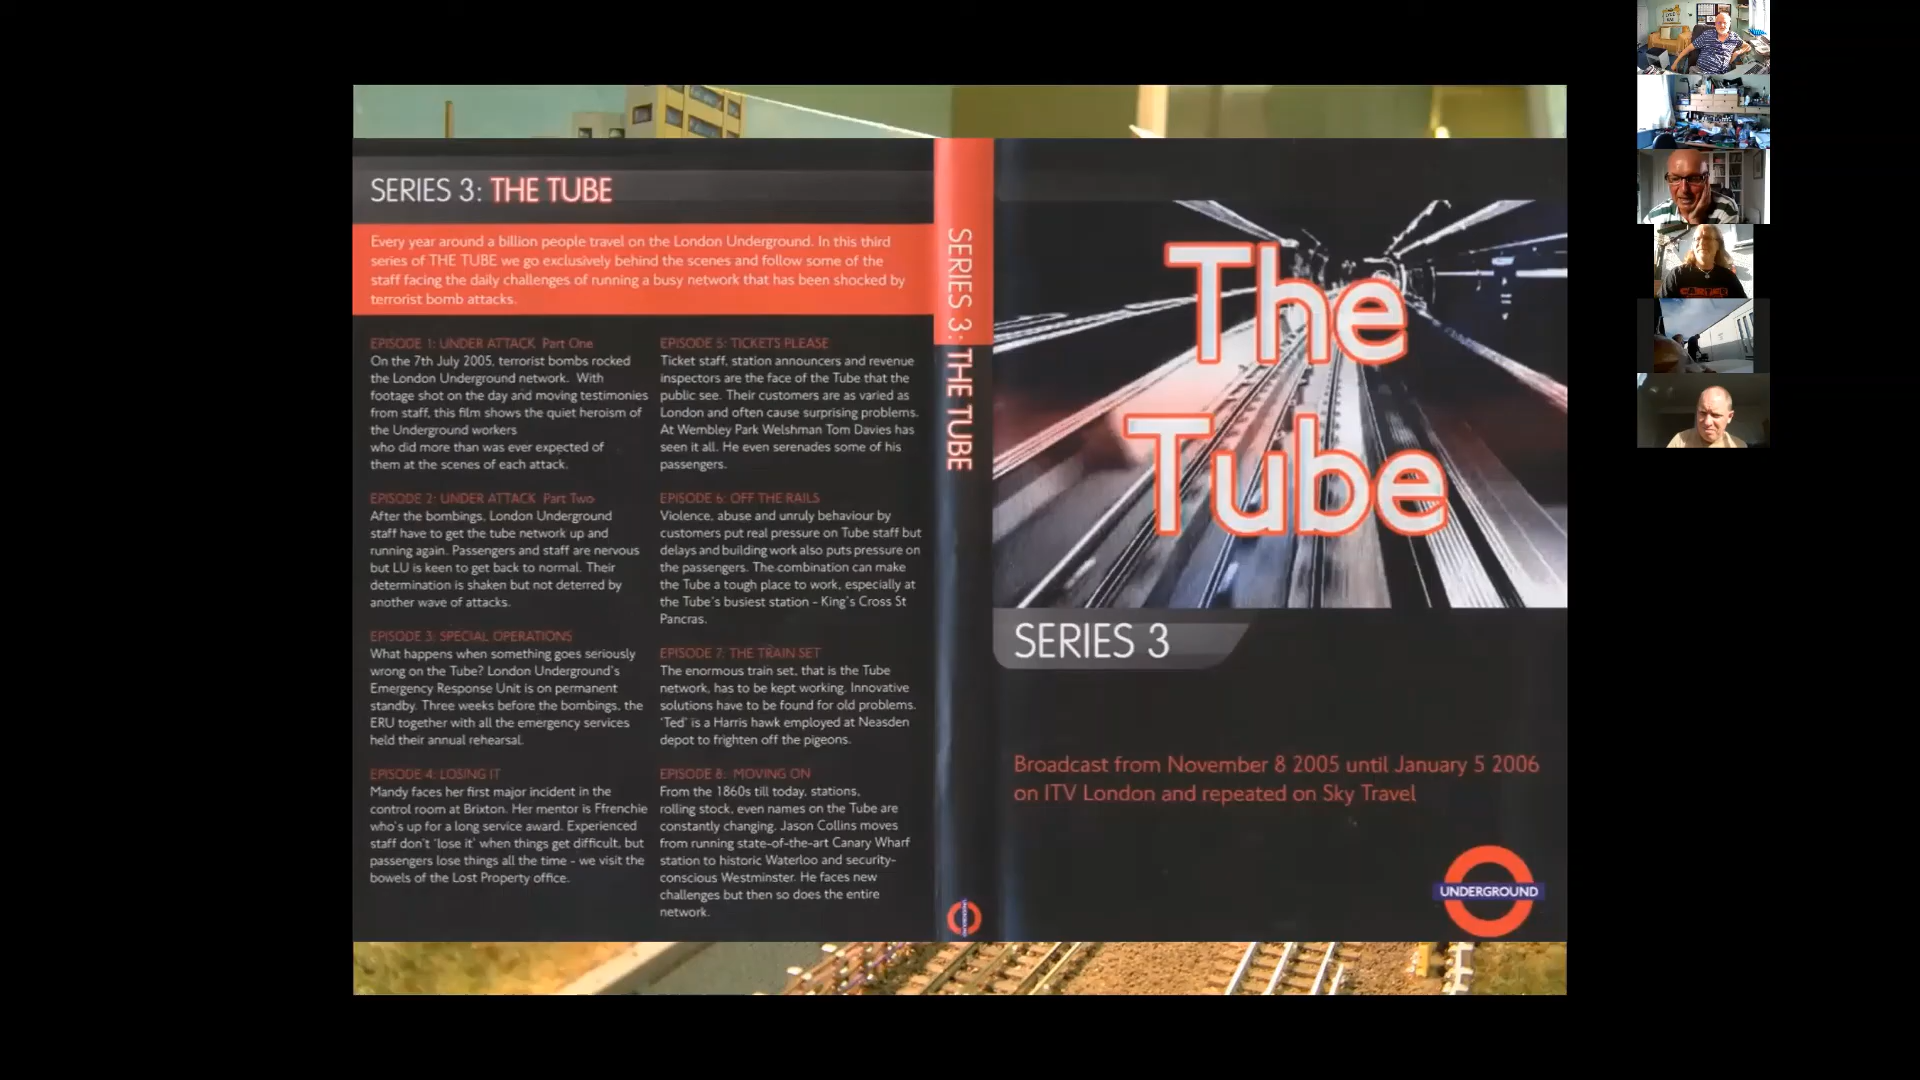 SERIES 3: THE TUBE
Every year around a billion people travel on the London Underground. In this third
series of THE TUBE we go exclusively behind the scenes and follow some of the
staff facing the daily challenges of running a busy network that has been shocked by
terrorist bomb attacks.
EPISODE 1: UNDER ATTACK Part One
On the 7th July 2005, terrorist bombs rocked
the London Underground network. With
footage shot on the day and moving testimonies
from staff, this film shows the quiet heroism of
the Underground workers
who did more than was ever expected of
them at the scenes of each attack.
EPISODE 2: UNDER ATTACK Part Two
After the bombings, London Underground
staff have to get the tube network up and
running again. Passengers and staff are nervous
but LU is keen to get back to normal. Their
determination is shaken but not deterred by
another wave of attacks.
EPISODE 3: SPECIAL OPERATIONS
What happens when something goes seriously
wrong on the Tube? London Underground's
Emergency Response Unit is on permanent
standby. Three weeks before the bombings, the
ERU together with all the emergency services
held their annual rehearsal.
EPISODE 4: LOSING IT
Mandy faces her first major incident in the
control room at Brixton. Her mentor is Ffrenchie
who's up for a long service award. Experienced
staff don't 'lose it' when things get difficult, but
passengers lose things all the time - we visit the
bowels of the Lost Property office.
EPISODE 5: TICKETS PLEASE
Ticket staff, station announcers and revenue
inspectors are the face of the Tube that the
public see. Their customers are as varied as
London and often cause surprising problems.
At Wembley Park Welshman Tom Davies has
seen it all. He even serenades some of his
passengers.
EPISODE 6: OFF THE RAILS
Violence, abuse and unruly behaviour by
customers put real pressure on Tube staff but
delays and building work also puts pressure on
the passengers. The combination can make
the Tube a tough place to work, especially at
the Tube's busiest station - King's Cross St
Pancras.
EPISODE 7: THE TRAIN SET
The enormous train set, that is the Tube
network, has to be kept working. Innovative
solutions have to be found for old problems.
'Ted' is a Harris hawk employed at Neasden
depot to frighten off the pigeons.
EPISODE 8: MOVING ON
From the 1860s till today, stations,
rolling stock, even names on the Tube are
constantly changing. Jason Collins moves
from running state-of-the-art Canary Wharf
station to historic Waterloo and security-
conscious Westminster. He faces new
challenges but then so does the entire
network.
SERIES 3: THE TUBE
UNDERGROUND
The
Tube
SERIES 3
Broadcast from November 8 2005 until January 5 2006
on ITV London and repeated on Sky Travel
UNDERGROUND